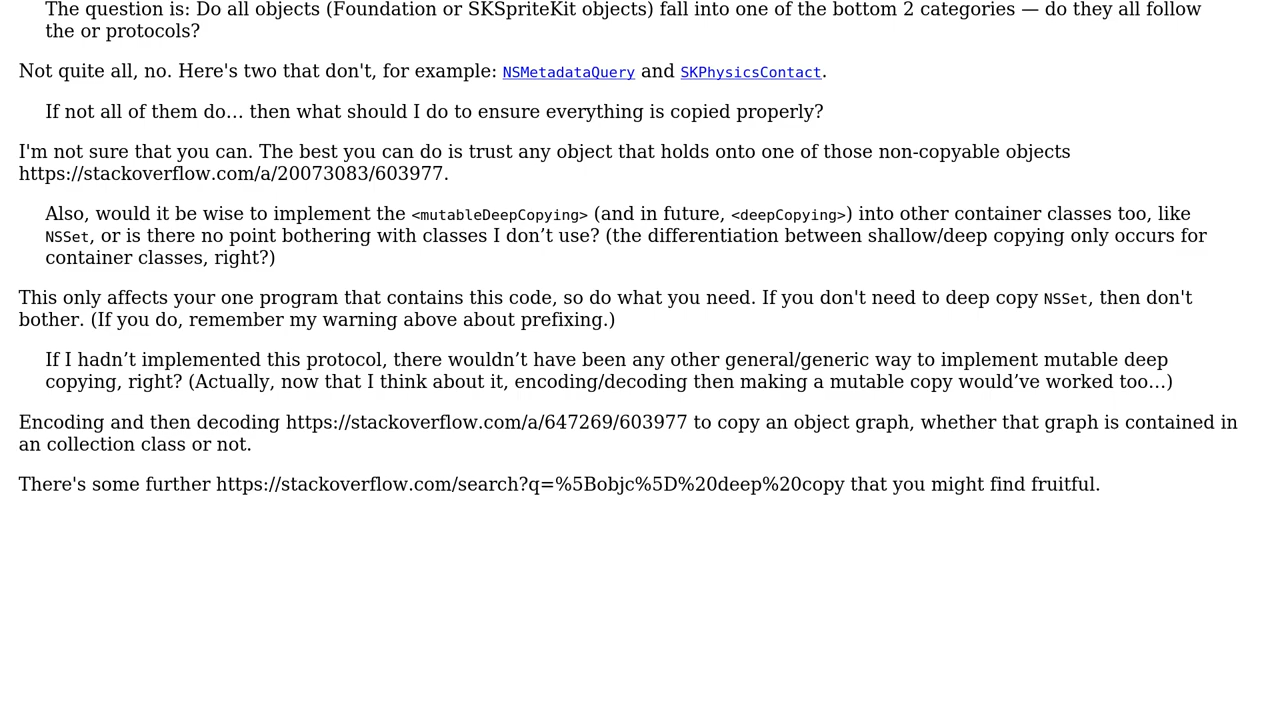 The question is: Do all objects (Foundation or SKSpriteKit objects) fall into one of the bottom 2 categories — do they all follow
the or protocols?
Not quite all, no. Here's two that don't, for example: NSMetadataQuery and SKPhysicsContact.
If not all of them do… then what should I do to ensure everything is copied properly?
I'm not sure that you can. The best you can do is trust any object that holds onto one of those non-copyable objects
https://stackoverflow.com/a/20073083/603977.
Also, would it be wise to implement the <mutableDeepCopying> (and in future, <deepCopying>) into other container classes too, like
NSSet, or is there no point bothering with classes I don’t use? (the differentiation between shallow/deep copying only occurs for
container classes, right?)
This only affects your one program that contains this code, so do what you need. If you don't need to deep copy NSSet, then don't
bother. (If you do, remember my warning above about prefixing.)
If I hadn’t implemented this protocol, there wouldn’t have been any other general/generic way to implement mutable deep
copying, right? (Actually, now that I think about it, encoding/decoding then making a mutable copy would’ve worked too…)
Encoding and then decoding https://stackoverflow.com/a/647269/603977 to copy an object graph, whether that graph is contained in
an collection class or not.
There's some further https://stackoverflow.com/search?q=%5Bobjc%5D%20deep%20copy that you might find fruitful.